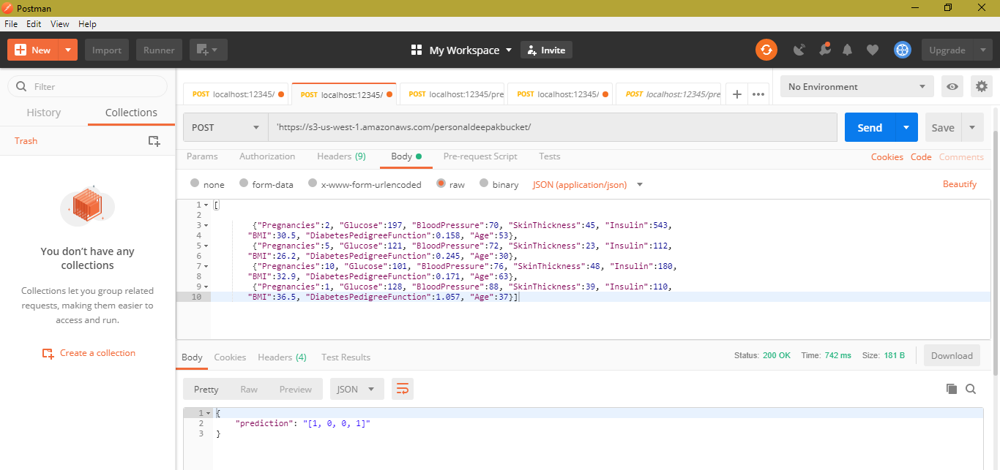 Postman
File Edit View Help
New Import Runner My Workspace Invite Upgrade
Filter
History Collections
Trash
You don't have any
collections
Collections let you group related
requests, making them easier to
access and run.
Create a collection
POST localhost:12345/ POST localhost:12345/ POST localhost:12345/pre POST localhost:12345/ POST localhost:12345/pre + •••
No Environment
POST 'https://s3-us-west-1.amazonaws.com/personaldeepakbucket/ Send Save
Params Authorization Headers (9) Body Pre-request Script Tests Cookies Code Comments
none form-data x-www-form-urlencoded raw binary JSON (application/json) Beautify
1 [
2
3 {"Pregnancies":2, "Glucose":197, "BloodPressure":70, "SkinThickness":45, "Insulin":543,
4 "BMI":30.5, "DiabetesPedigreeFunction":0.158, "Age":53},
5 {"Pregnancies":5, "Glucose":121, "BloodPressure":72, "SkinThickness":23, "Insulin":112,
6 "BMI":26.2, "DiabetesPedigreeFunction":0.245, "Age":30},
7 {"Pregnancies":10, "Glucose":101, "BloodPressure":76, "SkinThickness":48, "Insulin":180,
8 "BMI":32.9, "DiabetesPedigreeFunction":0.171, "Age":63},
9 {"Pregnancies":1, "Glucose":128, "BloodPressure":88, "SkinThickness":39, "Insulin":110,
10 "BMI":36.5, "DiabetesPedigreeFunction":1.057, "Age":37}]
Body Cookies Headers (4) Test Results Status: 200 OK Time: 742 ms Size: 181 B Download
Pretty Raw Preview JSON
1 {
2 "prediction": "[1, 0, 0, 1]"
3 }